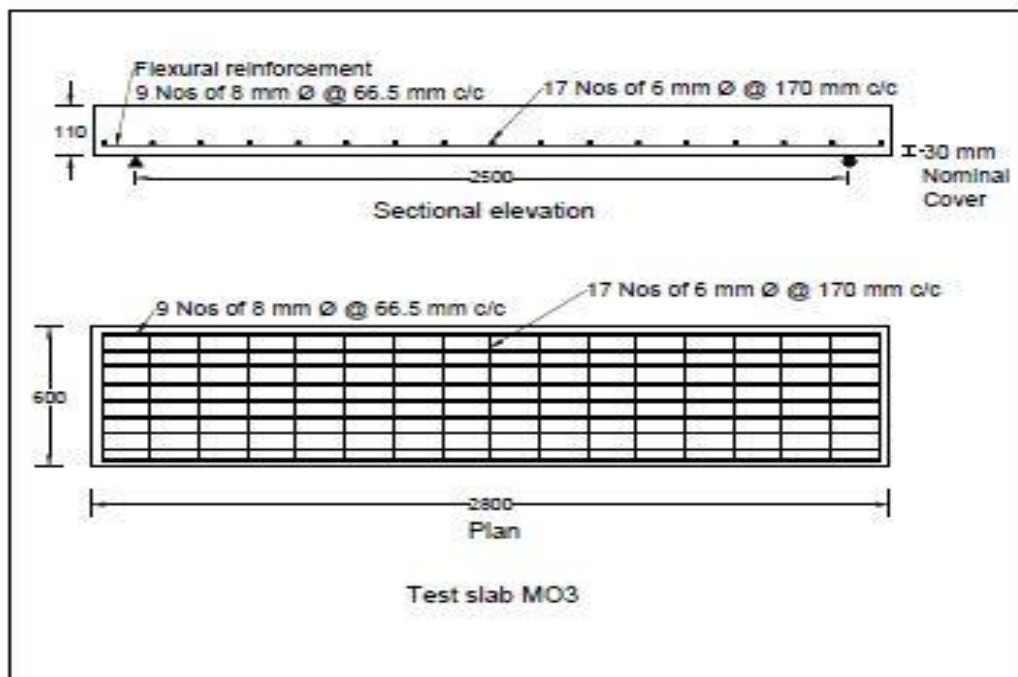 Flexural reinforcement
9 Nos of 8 mm Ø @ 66.5 mm c/c
17 Nos of 6 mm Ø @ 170 mm c/c
110
30 mm
Nominal
Cover
2500
Sectional elevation
9 Nos of 8 mm Ø @ 66.5 mm c/c
17 Nos of 6 mm Ø @ 170 mm c/c
600
2800
Plan
Test slab MO3